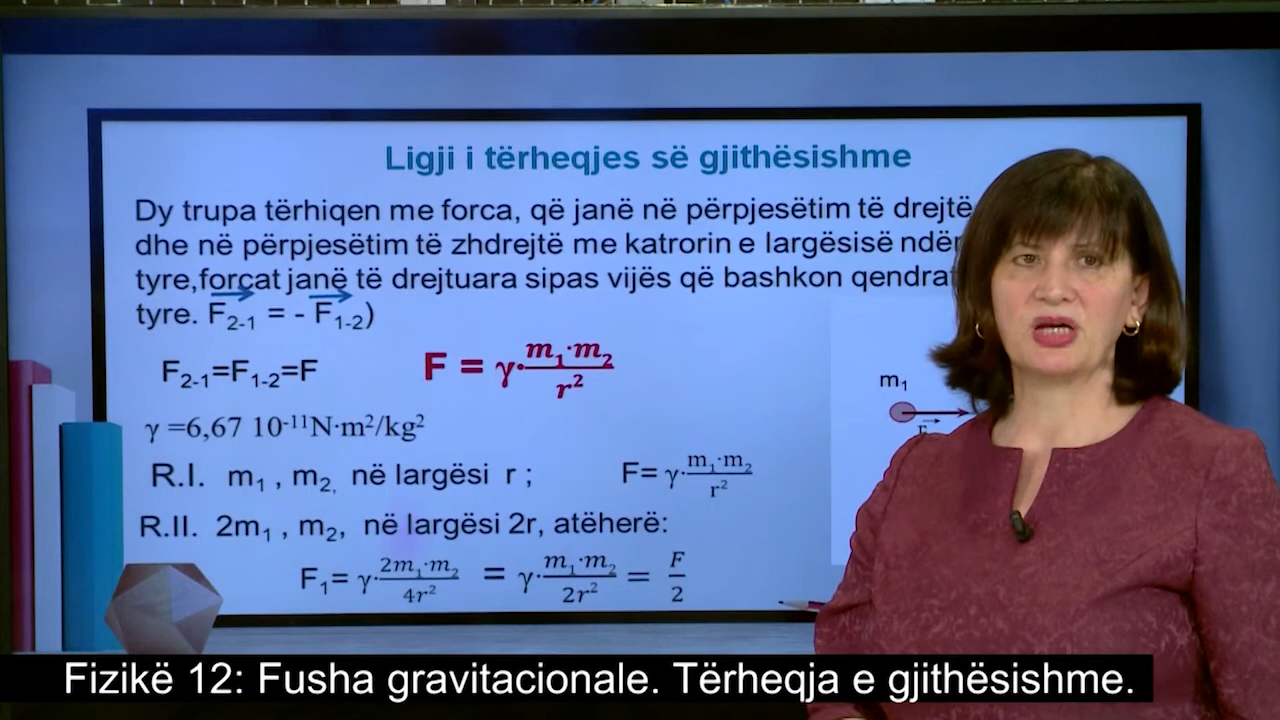 Ligji i tërheqjes së gjithësishme
Dy trupa tërhiqen me forca, që janë në përpjesëtim të drejtë
dhe në përpjesëtim të zhdrejtë me katrorin e largësisë
tyre,forcat janë të drejtuara sipas vijës që bashkon
tyre. F₂₋₁ = - F₁₋₂)
F₂₋₁=F₁₋₂=F
F = γ·m₁·m₂/r²
γ =6,67 10⁻¹¹N·m²/kg²
m₁
R.I. m₁ , m₂, në largësi r ; F= γ·m₁·m₂/r²
R.II. 2m₁ , m₂, në largësi 2r, atëherë:
F₁= γ·2m₁·m₂/4r² = γ·m₁·m₂/2r² = F/2
Fizikë 12: Fusha gravitacionale. Tërheqja e gjithësishme.